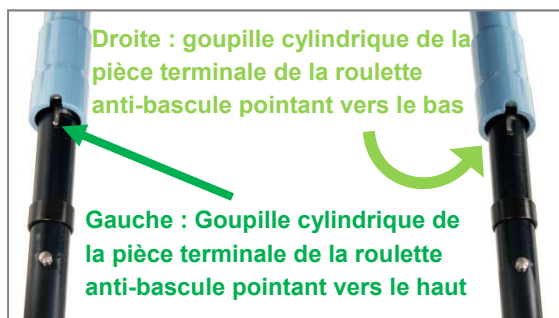 Droite : goupille cylindrique de la
pièce terminale de la roulette
anti-bascule pointant vers le bas
Gauche : Goupille cylindrique de
la pièce terminale de la roulette
anti-bascule pointant vers le haut